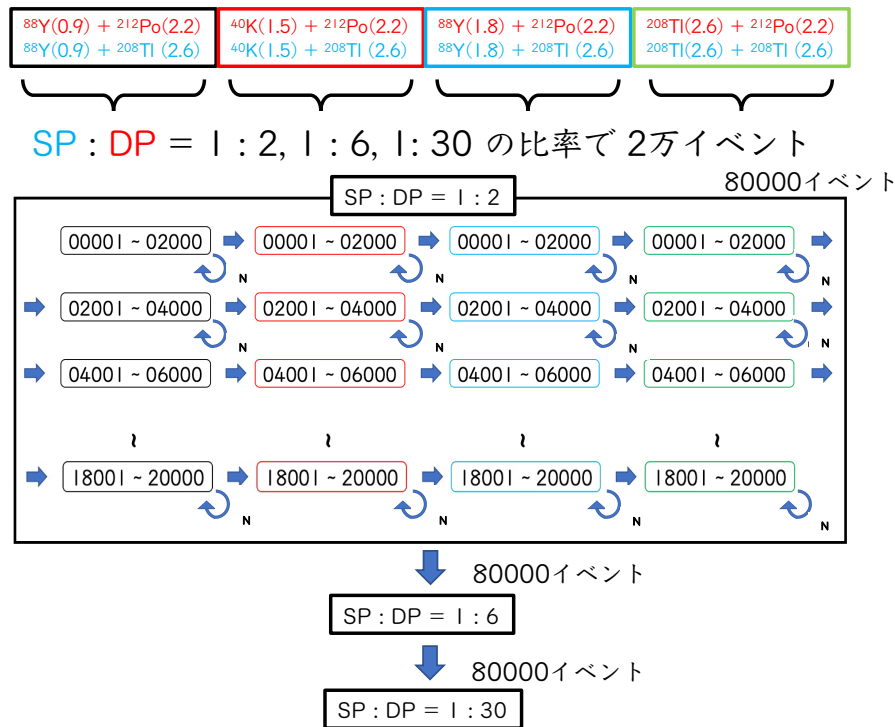 ⁸⁸Y(0.9) + ²¹²Po(2.2)
⁸⁸Y(0.9) + ²⁰⁸Tl (2.6)
⁴⁰K(1.5) + ²¹²Po(2.2)
⁴⁰K(1.5) + ²⁰⁸Tl (2.6)
⁸⁸Y(1.8) + ²¹²Po(2.2)
⁸⁸Y(1.8) + ²⁰⁸Tl (2.6)
²⁰⁸Tl(2.6) + ²¹²Po(2.2)
²⁰⁸Tl(2.6) + ²⁰⁸Tl (2.6)
SP : DP = 1 : 2, 1 : 6, 1: 30 の比率で 2万イベント
80000イベント
SP : DP = 1 : 2
00001 ~ 02000 00001 ~ 02000 00001 ~ 02000 00001 ~ 02000
N N N N
02001 ~ 04000 02001 ~ 04000 02001 ~ 04000 02001 ~ 04000
N N N N N
04001 ~ 06000 04001 ~ 06000 04001 ~ 06000 04001 ~ 06000
~ ~ ~ ~
18001 ~ 20000 18001 ~ 20000 18001 ~ 20000 18001 ~ 20000
N N N N
80000イベント
SP : DP = 1 : 6
80000イベント
SP : DP = 1 : 30